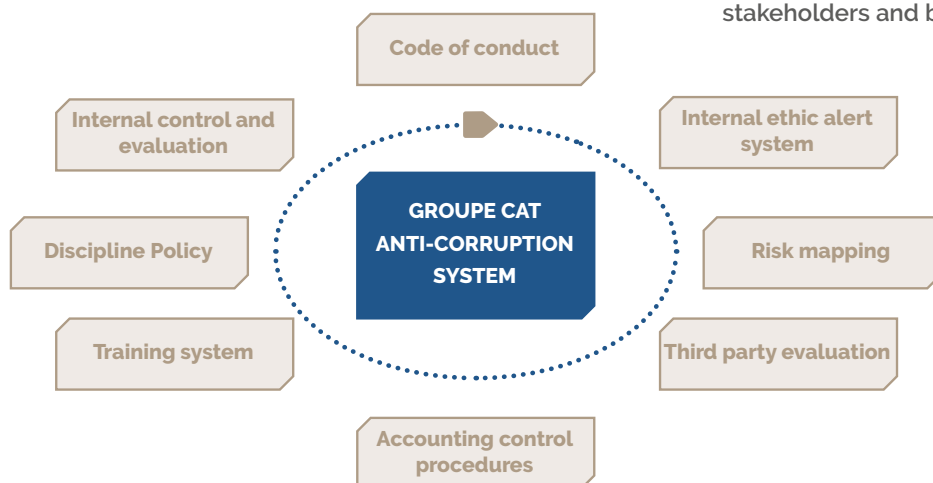 stakeholders and b
Code of conduct
Internal control and
evaluation
Internal ethic alert
system
GROUPE CAT
ANTI-CORRUPTION
SYSTEM
Discipline Policy
Risk mapping
Training system
Third party evaluation
Accounting control
procedures